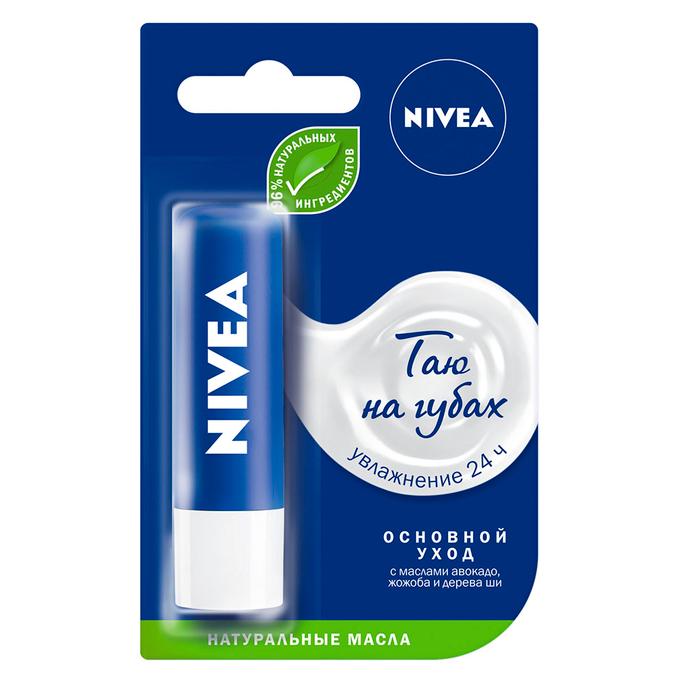 NIVEA
96% НАТУРАЛЬНЫХ
ИНГРЕДИЕНТОВ
NIVEA
Таю
на губах
увлажнение 24 ч
ОСНОВНОЙ
УХОД
с маслами авокадо,
жожоба и дерева ши
НАТУРАЛЬНЫЕ МАСЛА